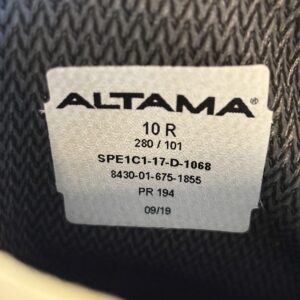 ALTAMA®
10 R
280 / 101
SPE1C1-17-D-1068
8430-01-675-1855
PR 194
09/19